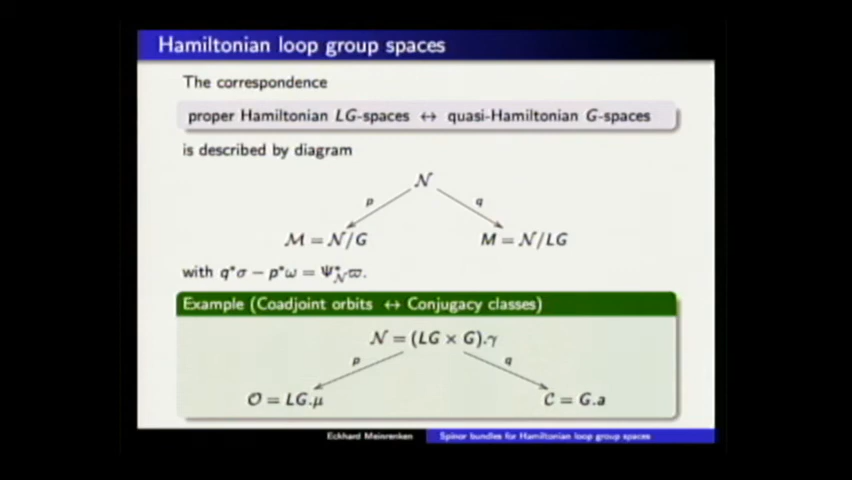 Hamiltonian loop group spaces
The correspondence
proper Hamiltonian LG-spaces ↔ quasi-Hamiltonian G-spaces
is described by diagram
𝒩
p q
ℳ = 𝒩/G M = 𝒩/LG
with q*σ − p*ω = Ψ*_𝒩 ϖ.
Example (Coadjoint orbits ↔ Conjugacy classes)
𝒩 = (LG × G).γ
p q
𝒪 = LG.μ 𝒞 = G.a
Eckhard Meinrenken Spinor bundles for Hamiltonian loop group spaces